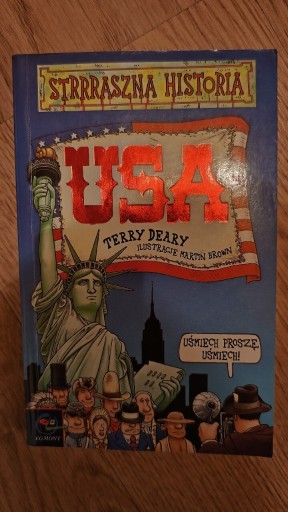 STRRRASZNA HISTORIA
USA
TERRY DEARY
ILUSTRACJE MARTIN BROWN
UŚMIECH PROSZĘ,
UŚMIECH!
EGMONT